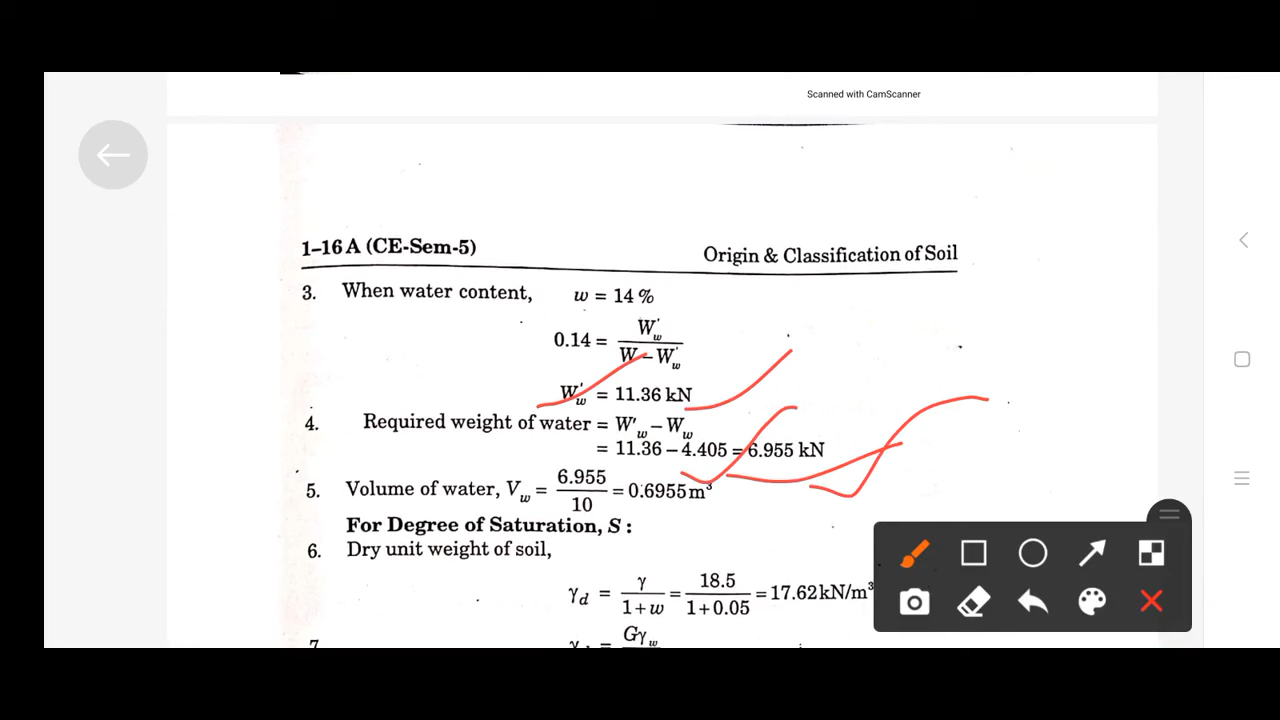 Scanned with CamScanner
1–16 A (CE-Sem-5) Origin & Classification of Soil
3. When water content, w = 14 %
0.14 = W'w / (W – W'w)
W'w = 11.36 kN
4. Required weight of water = W'w – Ww
= 11.36 – 4.405 = 6.955 kN
5. Volume of water, Vw = 6.955 / 10 = 0.6955 m³
For Degree of Saturation, S :
6. Dry unit weight of soil,
γd = γ / (1 + w) = 18.5 / (1 + 0.05) = 17.62 kN/m³
7. = Gγw